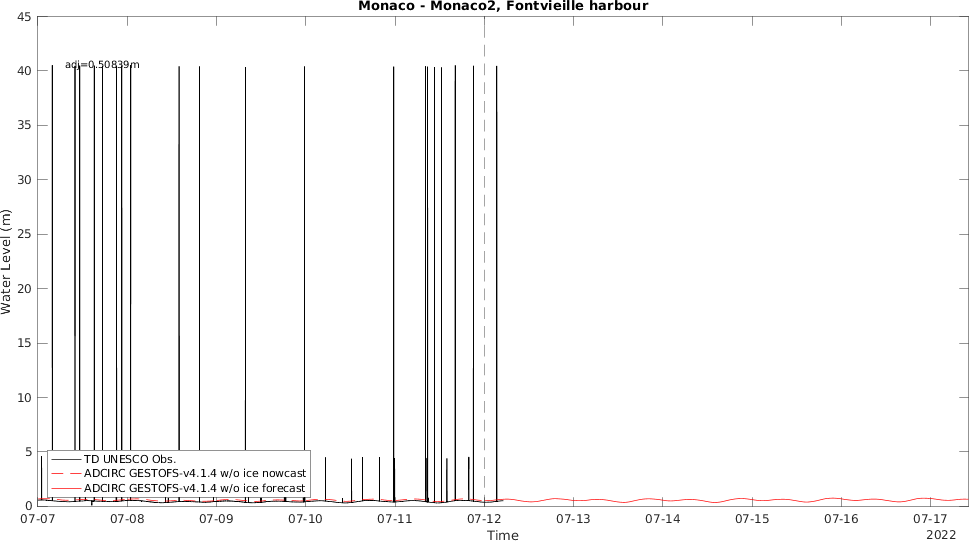 Monaco - Monaco2, Fontvieille harbour
45
adj=0.50839m
40
35
30
25
20
15
10
5
0
Water Level (m)
TD UNESCO Obs.
ADCIRC GESTOFS-v4.1.4 w/o ice nowcast
ADCIRC GESTOFS-v4.1.4 w/o ice forecast
07-07 07-08 07-09 07-10 07-11 07-12 07-13 07-14 07-15 07-16 07-17
Time
2022